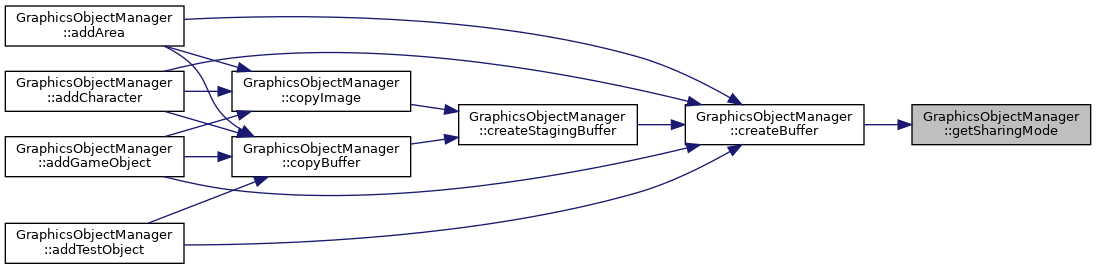 GraphicsObjectManager
::addArea
GraphicsObjectManager
::addCharacter
GraphicsObjectManager
::addGameObject
GraphicsObjectManager
::addTestObject
GraphicsObjectManager
::copyImage
GraphicsObjectManager
::copyBuffer
GraphicsObjectManager
::createStagingBuffer
GraphicsObjectManager
::createBuffer
GraphicsObjectManager
::getSharingMode